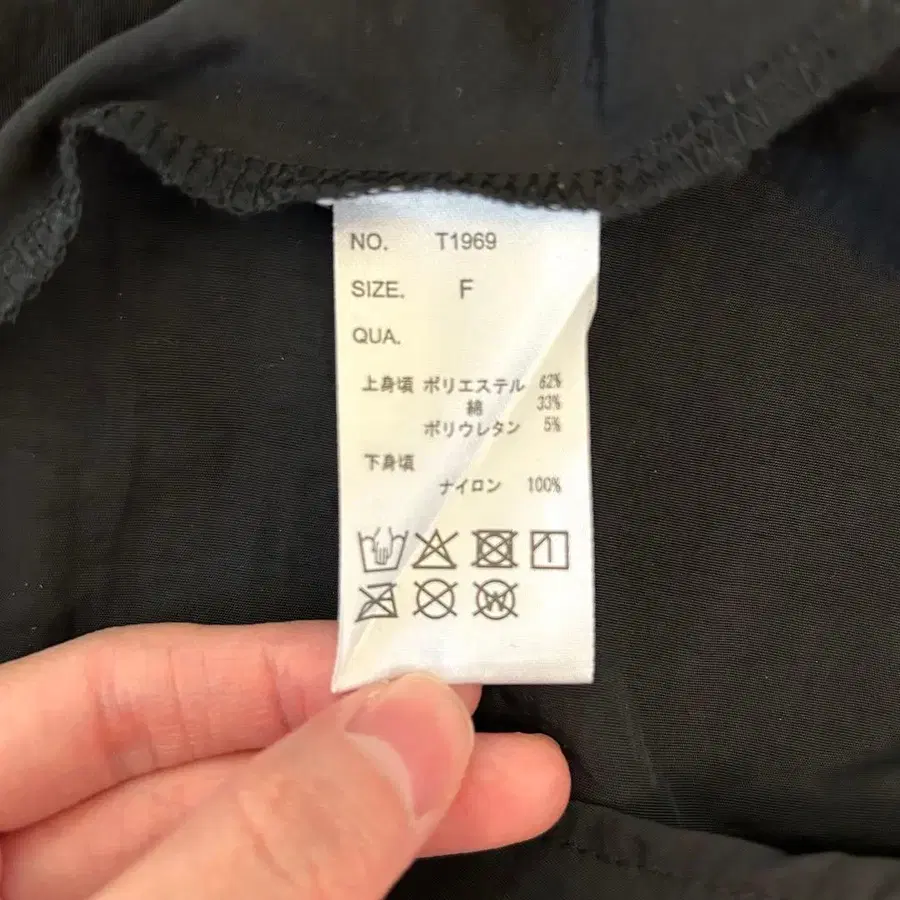 NO. T1969
SIZE. F
QUA.
上身頃 ポリエステル 62%
綿 33%
ポリウレタン 5%
下身頃
ナイロン 100%
W